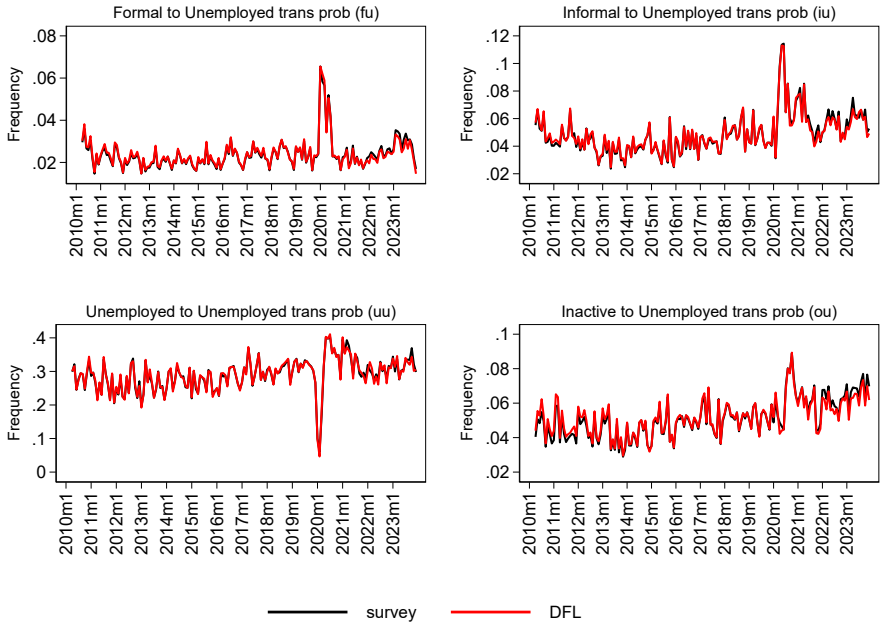 Formal to Unemployed trans prob (fu)
Frequency
.08
.06
.04
.02
2010m1
2011m1
2012m1
2013m1
2014m1
2015m1
2016m1
2017m1
2018m1
2019m1
2020m1
2021m1
2022m1
2023m1
Informal to Unemployed trans prob (iu)
Frequency
.12
.1
.08
.06
.04
.02
2010m1
2011m1
2012m1
2013m1
2014m1
2015m1
2016m1
2017m1
2018m1
2019m1
2020m1
2021m1
2022m1
2023m1
Unemployed to Unemployed trans prob (uu)
Frequency
.4
.3
.2
.1
0
2010m1
2011m1
2012m1
2013m1
2014m1
2015m1
2016m1
2017m1
2018m1
2019m1
2020m1
2021m1
2022m1
2023m1
Inactive to Unemployed trans prob (ou)
Frequency
.1
.08
.06
.04
.02
2010m1
2011m1
2012m1
2013m1
2014m1
2015m1
2016m1
2017m1
2018m1
2019m1
2020m1
2021m1
2022m1
2023m1
survey
DFL